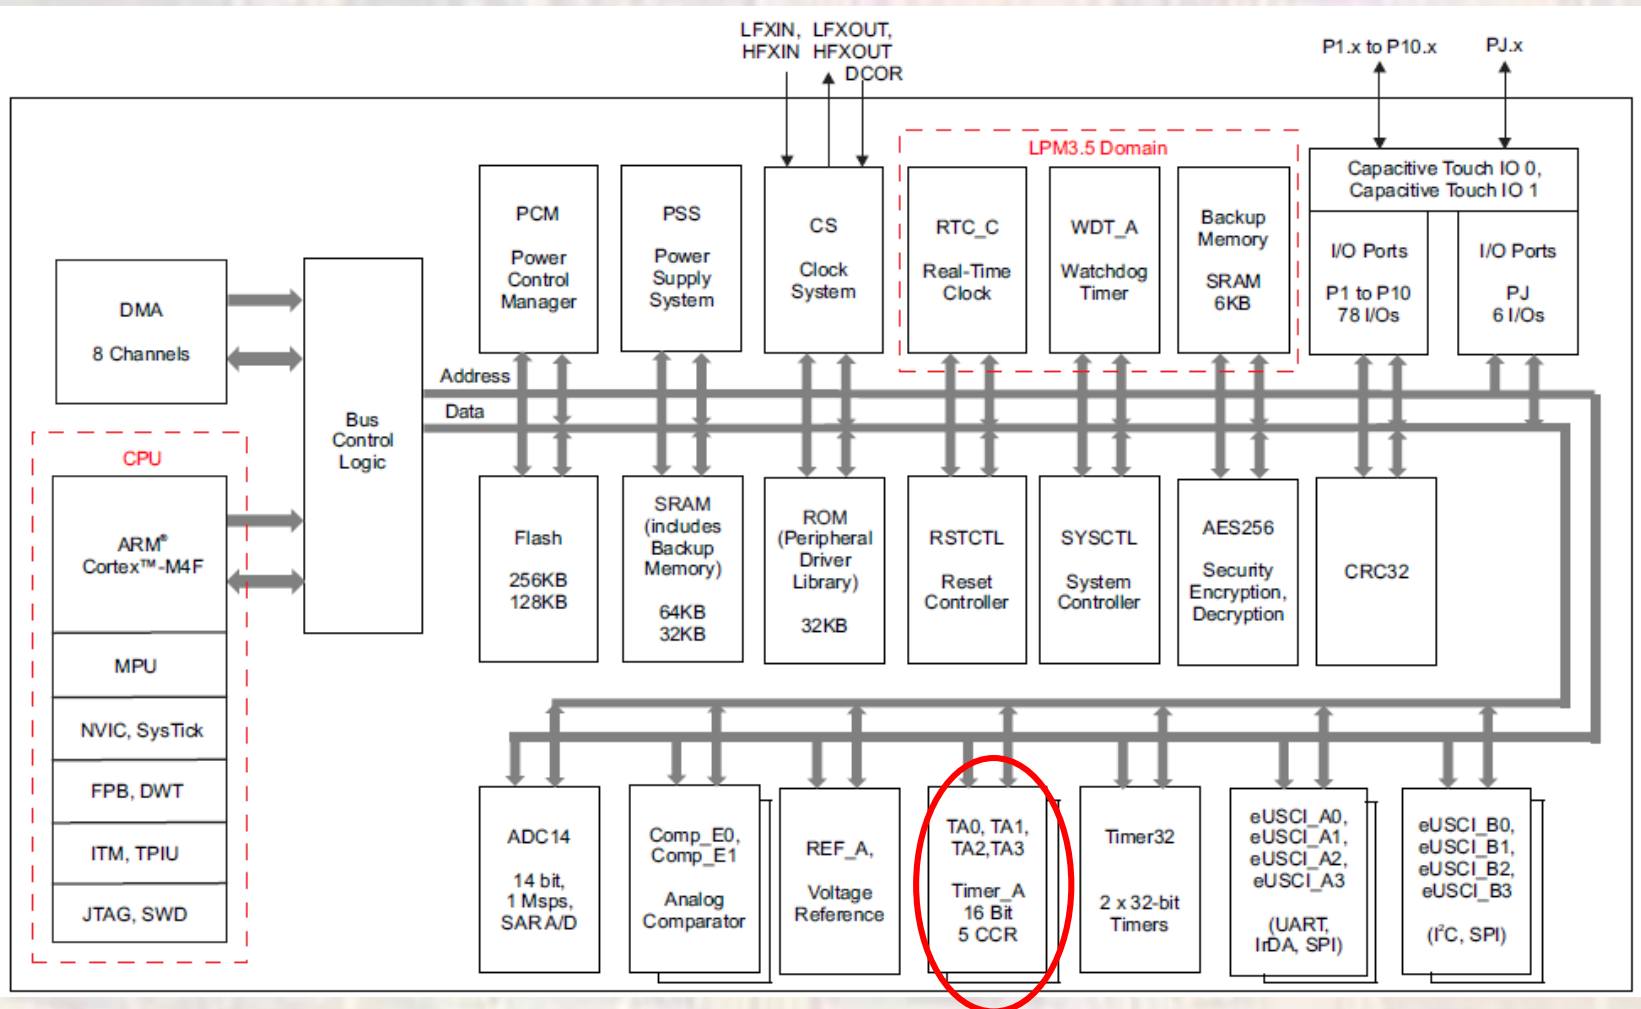 LFXIN, LFXOUT,
HFXIN HFXOUT
DCOR
P1.x to P10.x
PJ.x
LPM3.5 Domain
Capacitive Touch IO 0,
Capacitive Touch IO 1
PCM
Power
Control
Manager
PSS
Power
Supply
System
CS
Clock
System
RTC_C
Real-Time
Clock
WDT_A
Watchdog
Timer
Backup
Memory
SRAM
6KB
I/O Ports
P1 to P10
78 I/Os
I/O Ports
PJ
6 I/Os
DMA
8 Channels
Bus
Control
Logic
Address
Data
CPU
ARM®
Cortex™-M4F
MPU
NVIC, SysTick
FPB, DWT
ITM, TPIU
JTAG, SWD
Flash
256KB
128KB
SRAM
(includes
Backup
Memory)
64KB
32KB
ROM
(Peripheral
Driver
Library)
32KB
RSTCTL
Reset
Controller
SYSCTL
System
Controller
AES256
Security
Encryption,
Decryption
CRC32
ADC14
14 bit,
1 Msps,
SAR A/D
Comp_E0,
Comp_E1
Analog
Comparator
REF_A,
Voltage
Reference
TA0, TA1,
TA2,TA3
Timer_A
16 Bit
5 CCR
Timer32
2 x 32-bit
Timers
eUSCI_A0,
eUSCI_A1,
eUSCI_A2,
eUSCI_A3
(UART,
IrDA, SPI)
eUSCI_B0,
eUSCI_B1,
eUSCI_B2,
eUSCI_B3
(I²C, SPI)